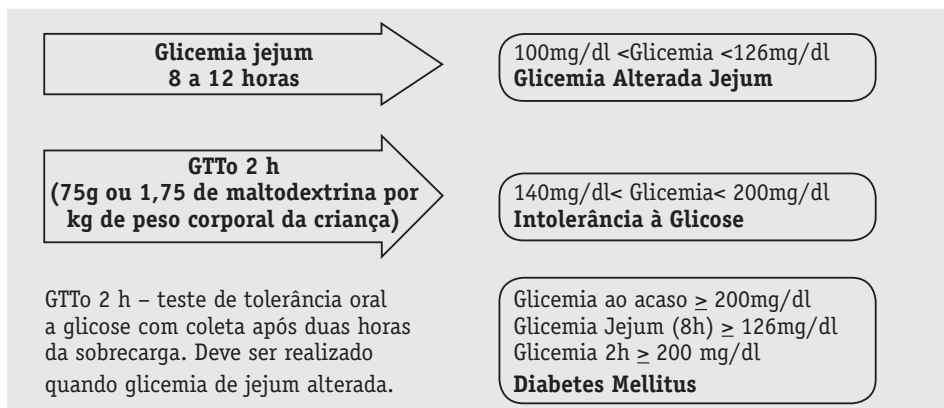 Glicemia jejum
8 a 12 horas
100mg/dl <Glicemia <126mg/dl
Glicemia Alterada Jejum
GTTo 2 h
(75g ou 1,75 de maltodextrina por
kg de peso corporal da criança)
140mg/dl< Glicemia< 200mg/dl
Intolerância à Glicose
GTTo 2 h – teste de tolerância oral
a glicose com coleta após duas horas
da sobrecarga. Deve ser realizado
quando glicemia de jejum alterada.
Glicemia ao acaso ≥ 200mg/dl
Glicemia Jejum (8h) ≥ 126mg/dl
Glicemia 2h ≥ 200 mg/dl
Diabetes Mellitus